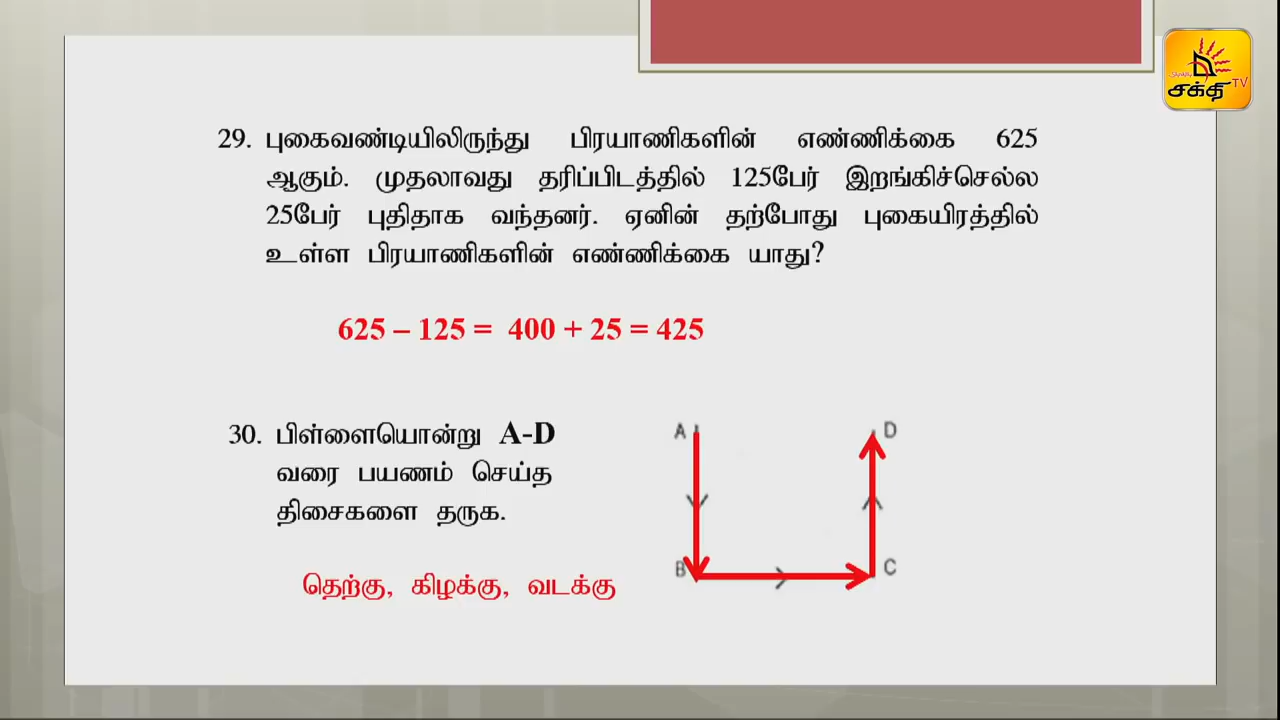 SHAKTHI
சக்தி TV
29. புகைவண்டியிலிருந்து பிரயாணிகளின் எண்ணிக்கை 625
ஆகும். முதலாவது தரிப்பிடத்தில் 125பேர் இறங்கிச்செல்ல
25பேர் புதிதாக வந்தனர். ஏனின் தற்போது புகையிரத்தில்
உள்ள பிரயாணிகளின் எண்ணிக்கை யாது?
625 – 125 = 400 + 25 = 425
30. பிள்ளையொன்று A-D
வரை பயணம் செய்த
திசைகளை தருக.
தெற்கு, கிழக்கு, வடக்கு
A D
B C